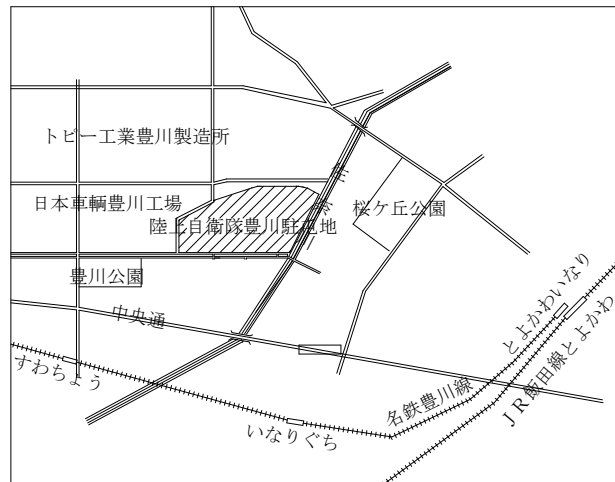 トピー工業豊川製造所
日本車輌豊川工場
陸上自衛隊豊川駐屯地
桜ケ丘公園
豊川公園
中央通
すわちょう
いなりぐち
名鉄豊川線
とよかわいなり
ＪＲ飯田線とよかわ